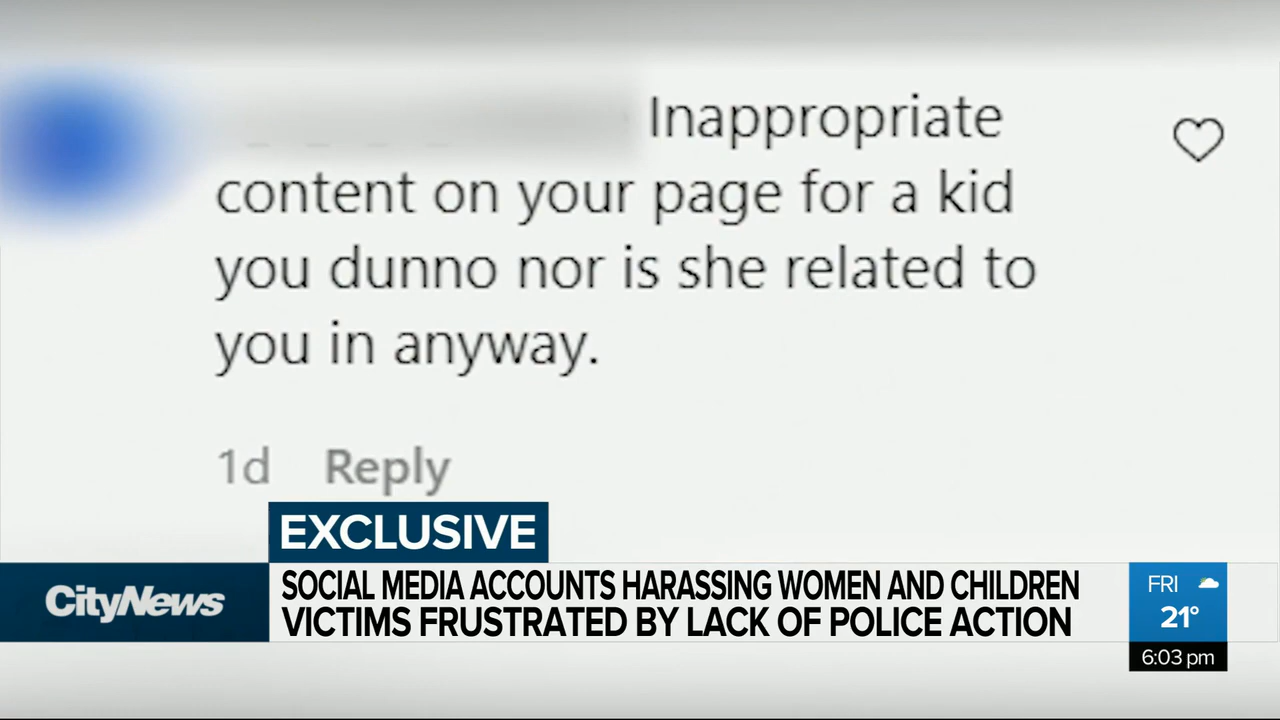 Inappropriate
content on your page for a kid
you dunno nor is she related to
you in anyway.
1d Reply
EXCLUSIVE
CityNews
SOCIAL MEDIA ACCOUNTS HARASSING WOMEN AND CHILDREN
VICTIMS FRUSTRATED BY LACK OF POLICE ACTION
FRI
21°
6:03 pm